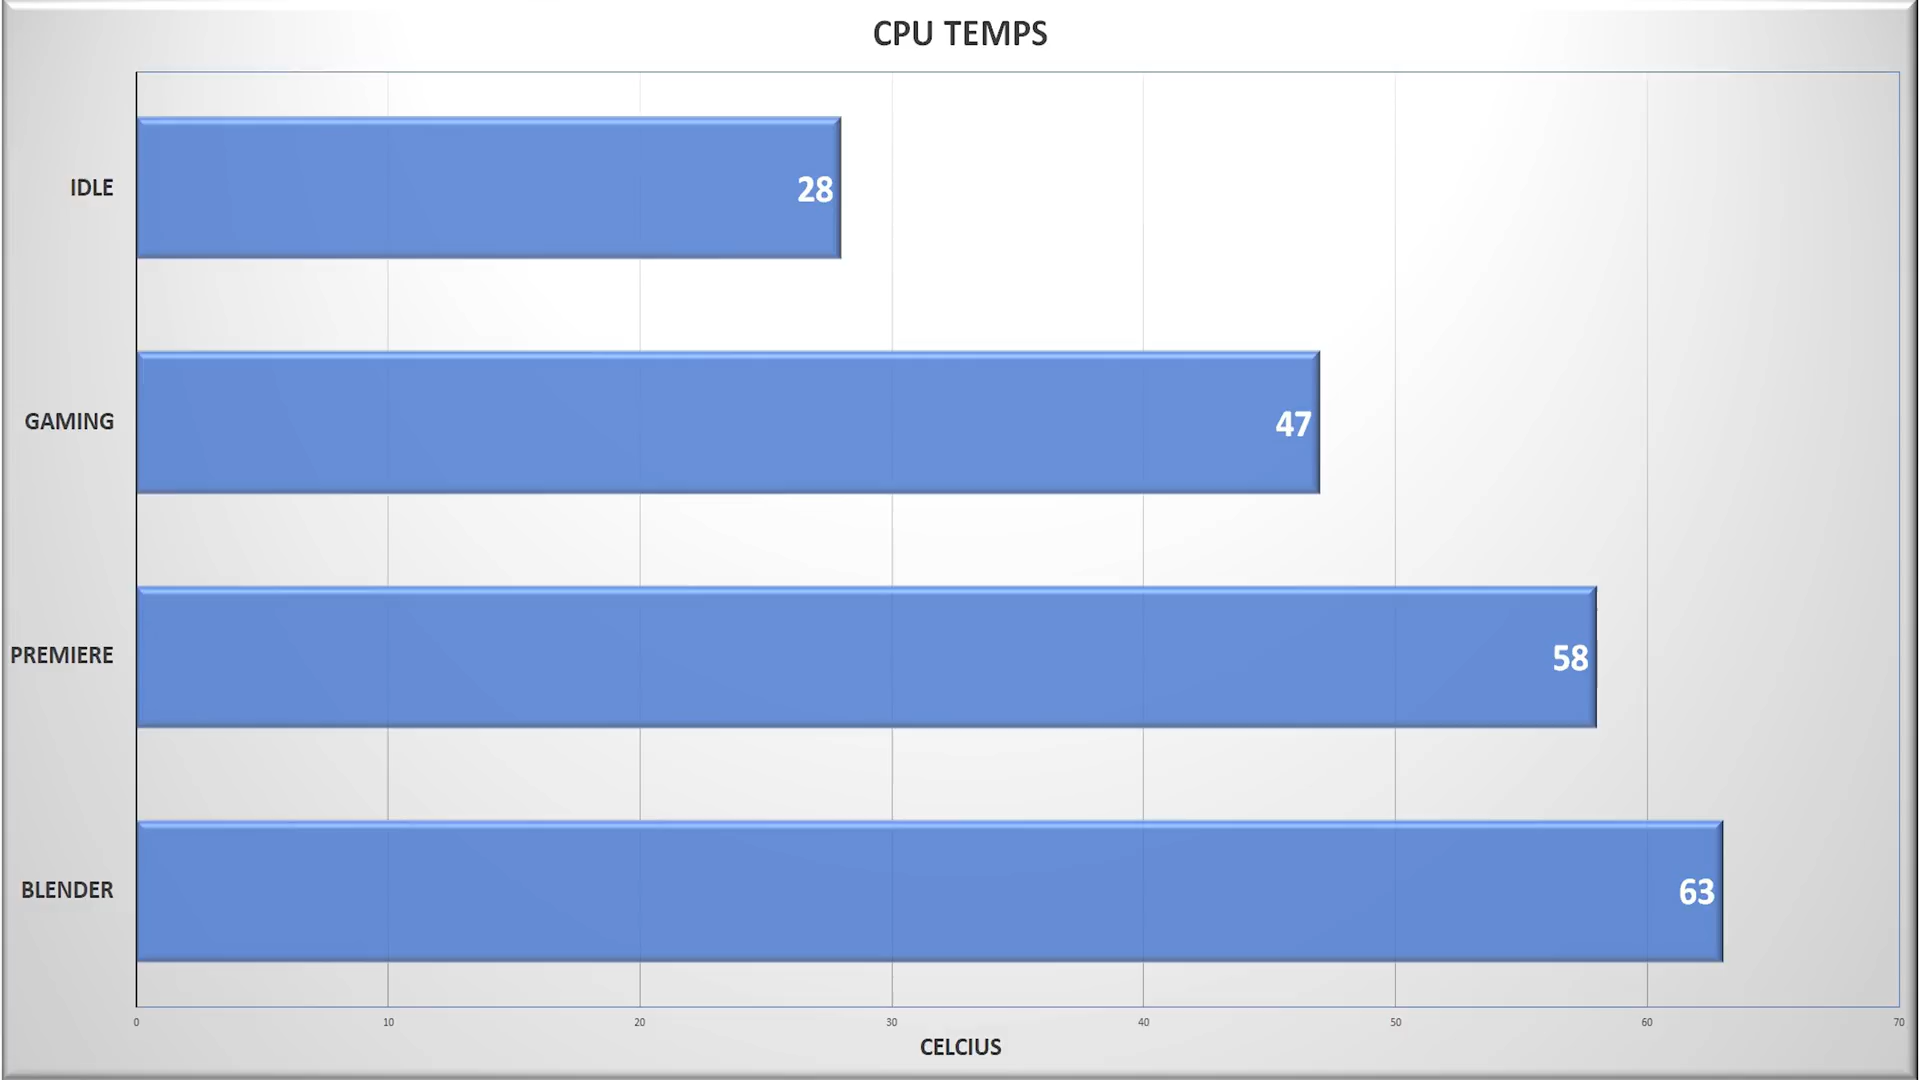 CPU TEMPS
IDLE
28
GAMING
47
PREMIERE
58
BLENDER
63
0 10 20 30 40 50 60 70
CELCIUS